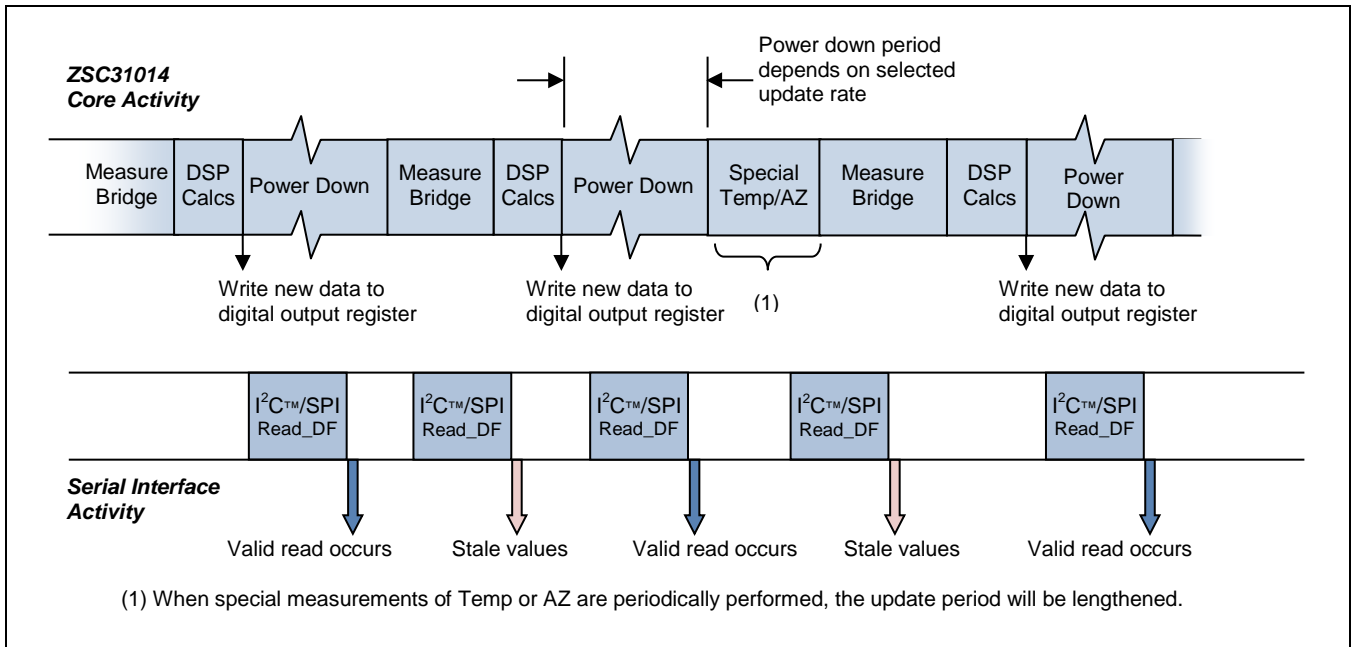 ZSC31014
Core Activity
Power down period
depends on selected
update rate
Measure
Bridge
DSP
Calcs
Power Down
Measure
Bridge
DSP
Calcs
Power Down
Special
Temp/AZ
Measure
Bridge
DSP
Calcs
Power
Down
Write new data to
digital output register
Write new data to
digital output register
(1)
Write new data to
digital output register
I²C™/SPI
Read_DF
I²C™/SPI
Read_DF
I²C™/SPI
Read_DF
I²C™/SPI
Read_DF
I²C™/SPI
Read_DF
Serial Interface
Activity
Valid read occurs
Stale values
Valid read occurs
Stale values
Valid read occurs
(1) When special measurements of Temp or AZ are periodically performed, the update period will be lengthened.